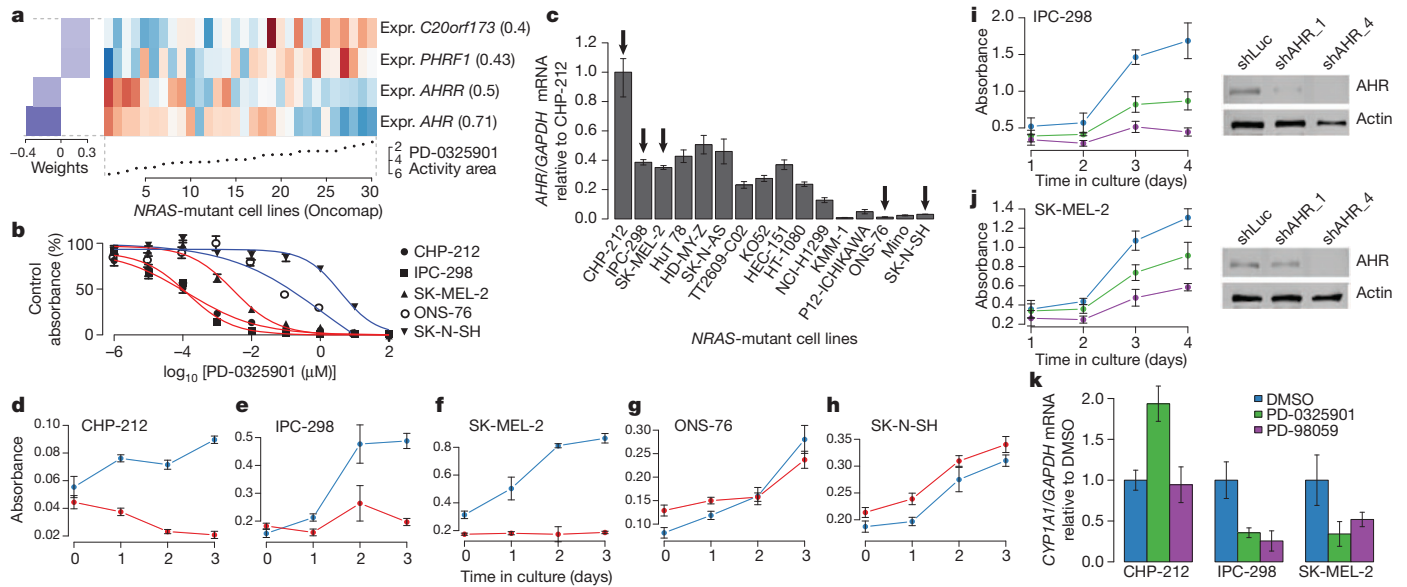 a
Expr. C20orf173 (0.4)
Expr. PHRF1 (0.43)
Expr. AHRR (0.5)
Expr. AHR (0.71)
−0.4 0 0.3
Weights
2
4
6
PD-0325901
Activity area
5 10 15 20 25 30
NRAS-mutant cell lines (Oncomap)
b
Control
absorbance (%)
100
50
0
−6 −4 −2 0 2
log10 [PD-0325901 (μM)]
CHP-212
IPC-298
SK-MEL-2
ONS-76
SK-N-SH
c
AHR/GAPDH mRNA
relative to CHP-212
1.2
1.0
0.8
0.6
0.4
0.2
0.0
CHP-212
IPC-298
SK-MEL-2
HuT 78
HD-MY-Z
SK-N-AS
TT2609-C02
KO52
HEC-151
HT-1080
NCI-H1299
KMM-1
P12-ICHIKAWA
ONS-76
Mino
SK-N-SH
NRAS-mutant cell lines
d
CHP-212
Absorbance
0.10
0.08
0.06
0.04
0.02
0 1 2 3
e
IPC-298
0.5
0.4
0.3
0.2
0 1 2 3
f
SK-MEL-2
0.8
0.6
0.4
0.2
0 1 2 3
Time in culture (days)
g
ONS-76
0.30
0.25
0.20
0.15
0.10
0 1 2 3
h
SK-N-SH
0.35
0.30
0.25
0.20
0 1 2 3
Time in culture (days)
i
IPC-298
Absorbance
2.0
1.5
1.0
0.5
0.0
1 2 3 4
Time in culture (days)
shLuc
shAHR_1
shAHR_4
AHR
Actin
j
SK-MEL-2
Absorbance
1.4
1.0
0.8
0.6
0.4
0.2
1 2 3 4
Time in culture (days)
shLuc
shAHR_1
shAHR_4
AHR
Actin
k
CYP1A1/GAPDH mRNA
relative to DMSO
2.0
1.5
1.0
0.5
0.0
DMSO
PD-0325901
PD-98059
CHP-212 IPC-298 SK-MEL-2